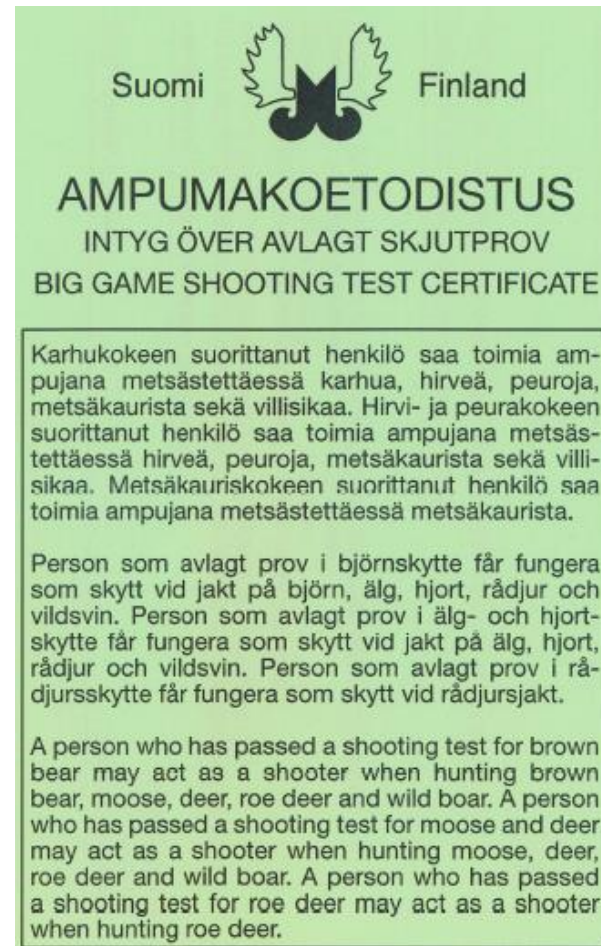 Suomi Finland
AMPUMAKOETODISTUS
INTYG ÖVER AVLAGT SKJUTPROV
BIG GAME SHOOTING TEST CERTIFICATE
Karhukokeen suorittanut henkilö saa toimia am-
pujana metsästettäessä karhua, hirveä, peuroja,
metsäkaurista sekä villisikaa. Hirvi- ja peurakokeen
suorittanut henkilö saa toimia ampujana metsäs-
tettäessä hirveä, peuroja, metsäkaurista sekä villi-
sikaa. Metsäkauriskokeen suorittanut henkilö saa
toimia ampujana metsästettäessä metsäkaurista.
Person som avlagt prov i björnskytte får fungera
som skytt vid jakt på björn, älg, hjort, rådjur och
vildsvin. Person som avlagt prov i älg- och hjort-
skytte får fungera som skytt vid jakt på älg, hjort,
rådjur och vildsvin. Person som avlagt prov i rå-
djursskytte får fungera som skytt vid rådjursjakt.
A person who has passed a shooting test for brown
bear may act as a shooter when hunting brown
bear, moose, deer, roe deer and wild boar. A person
who has passed a shooting test for moose and deer
may act as a shooter when hunting moose, deer,
roe deer and wild boar. A person who has passed
a shooting test for roe deer may act as a shooter
when hunting roe deer.